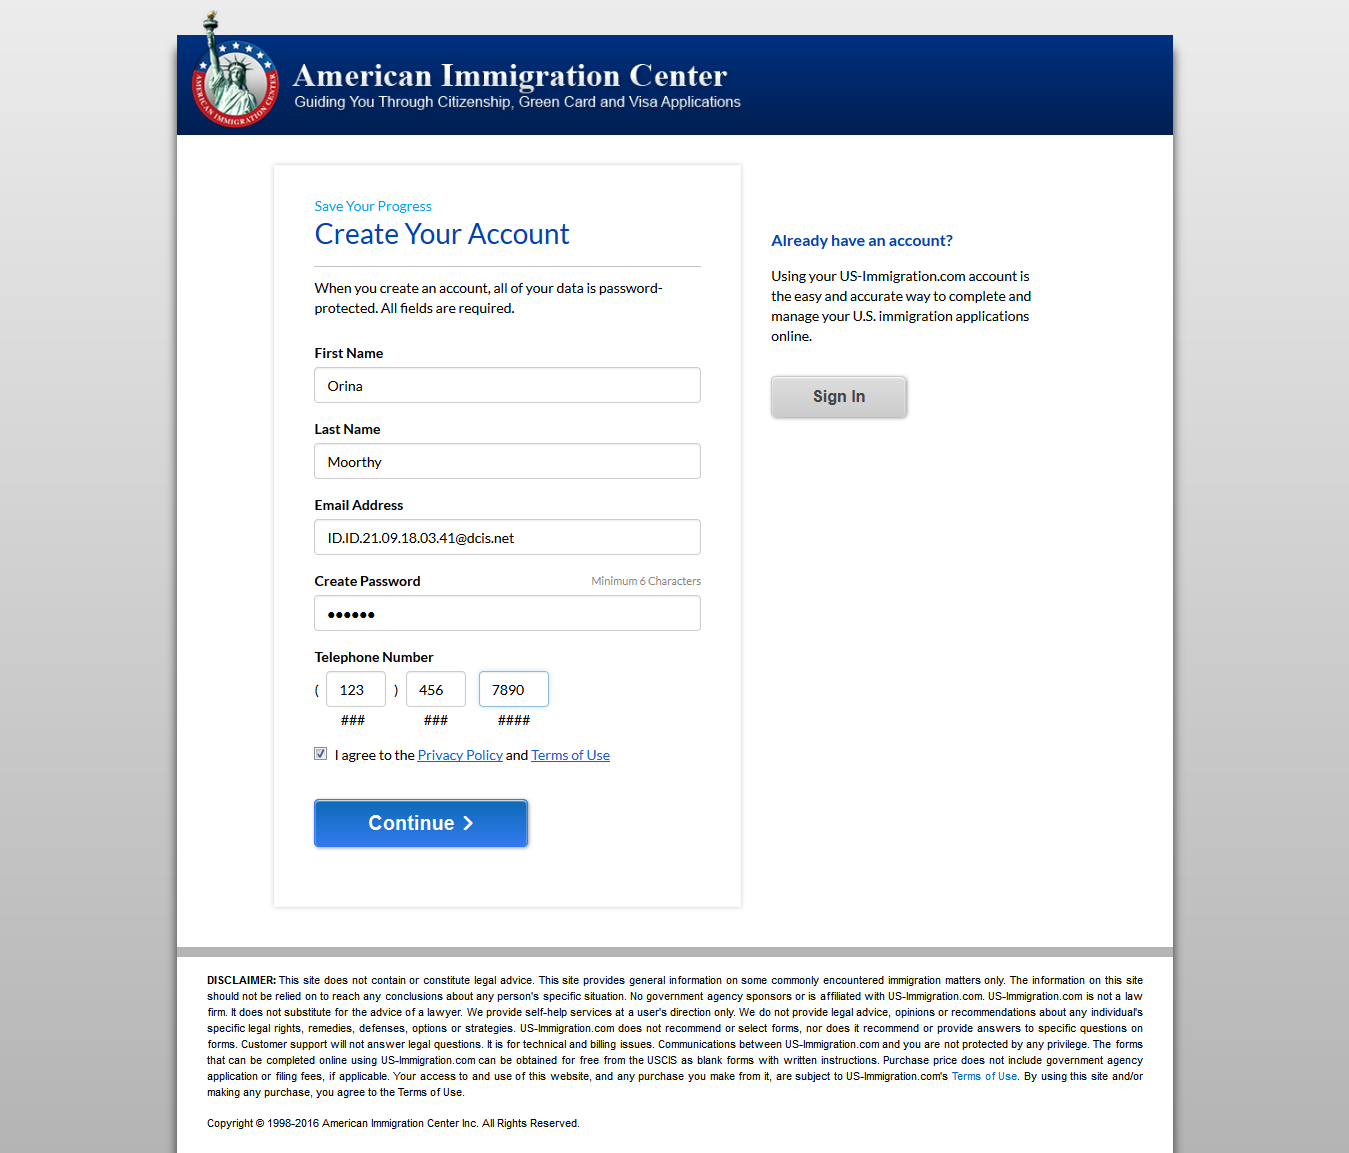 AMERICAN IMMIGRATION CENTER
American Immigration Center
Guiding You Through Citizenship, Green Card and Visa Applications
Save Your Progress
Create Your Account
When you create an account, all of your data is password-
protected. All fields are required.
First Name
Orina
Last Name
Moorthy
Email Address
ID.ID.21.09.18.03.41@dcis.net
Create Password Minimum 6 Characters
••••••
Telephone Number
( 123 ) 456 7890
### ### ####
I agree to the Privacy Policy and Terms of Use
Continue >
Already have an account?
Using your US-Immigration.com account is
the easy and accurate way to complete and
manage your U.S. immigration applications
online.
Sign In
DISCLAIMER: This site does not contain or constitute legal advice. This site provides general information on some commonly encountered immigration matters only. The information on this site
should not be relied on to reach any conclusions about any person's specific situation. No government agency sponsors or is affiliated with US-Immigration.com. US-Immigration.com is not a law
firm. It does not substitute for the advice of a lawyer. We provide self-help services at a user's direction only. We do not provide legal advice, opinions or recommendations about any individual's
specific legal rights, remedies, defenses, options or strategies. US-Immigration.com does not recommend or select forms, nor does it recommend or provide answers to specific questions on
forms. Customer support will not answer legal questions. It is for technical and billing issues. Communications between US-Immigration.com and you are not protected by any privilege. The forms
that can be completed online using US-Immigration.com can be obtained for free from the USCIS as blank forms with written instructions. Purchase price does not include government agency
application or filing fees, if applicable. Your access to and use of this website, and any purchase you make from it, are subject to US-Immigration.com's Terms of Use. By using this site and/or
making any purchase, you agree to the Terms of Use.
Copyright © 1998-2016 American Immigration Center Inc. All Rights Reserved.